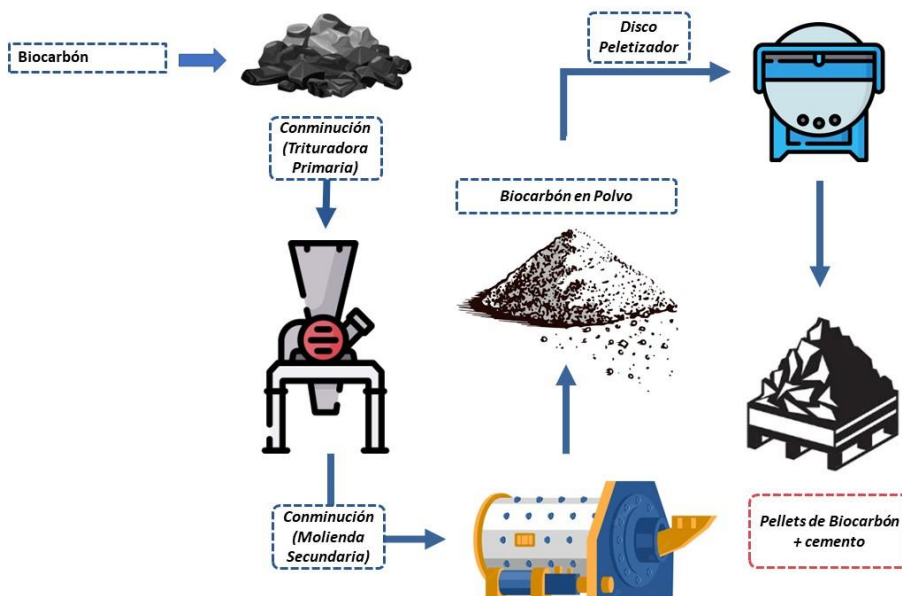 Biocarbón
Conminución
(Trituradora
Primaria)
Conminución
(Molienda
Secundaria)
Biocarbón en Polvo
Disco
Peletizador
Pellets de Biocarbón
+ cemento